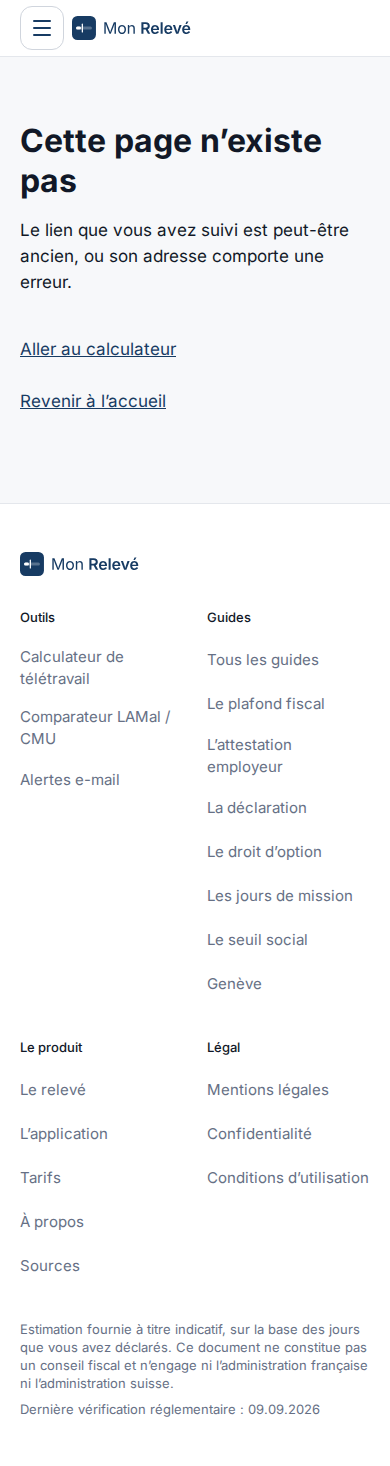 Mon Relevé
Cette page n’existe
pas
Le lien que vous avez suivi est peut-être
ancien, ou son adresse comporte une
erreur.
Aller au calculateur
Revenir à l’accueil
Mon Relevé
Outils
Calculateur de
télétravail
Comparateur LAMal /
CMU
Alertes e-mail
Guides
Tous les guides
Le plafond fiscal
L’attestation
employeur
La déclaration
Le droit d’option
Les jours de mission
Le seuil social
Genève
Le produit
Le relevé
L’application
Tarifs
À propos
Sources
Légal
Mentions légales
Confidentialité
Conditions d’utilisation
Estimation fournie à titre indicatif, sur la base des jours
que vous avez déclarés. Ce document ne constitue pas
un conseil fiscal et n’engage ni l’administration française
ni l’administration suisse.
Dernière vérification réglementaire : 09.09.2026